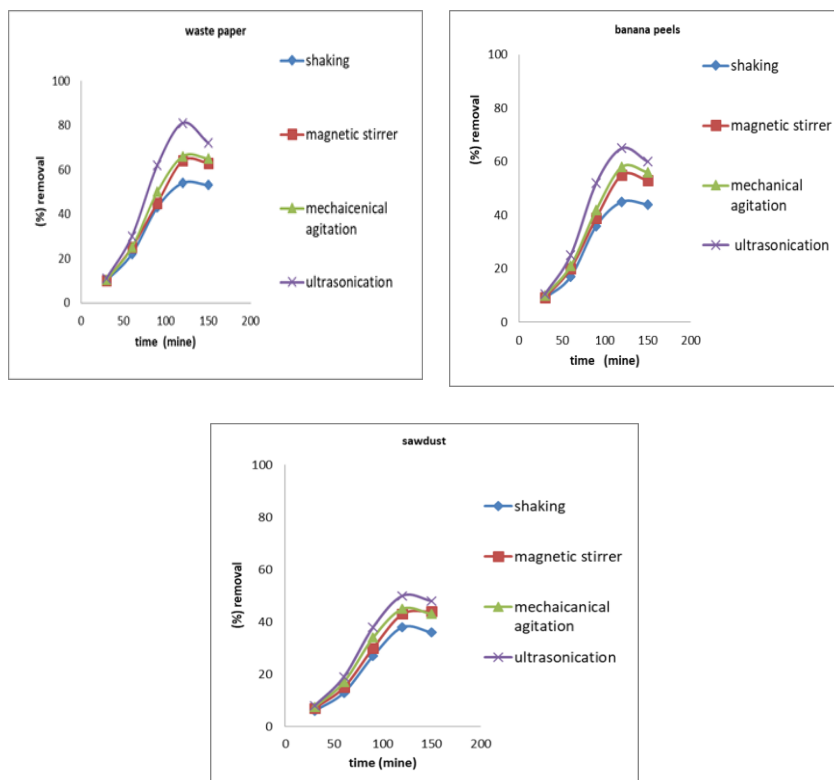 waste paper
100
80
60
40
20
0
(%) removal
0 50 100 150 200
time (mine)
shaking
magnetic stirrer
mechaicenical
agitation
ultrasonication
banana peels
100
80
60
40
20
0
(%) removal
0 50 100 150 200
time (mine)
shaking
magnetic stirrer
mechanical
agitation
ultrasonication
sawdust
100
80
60
40
20
0
(%) removal
0 50 100 150 200
time (mine)
shaking
magnetic stirrer
mechaicanical
agitation
ultrasonication